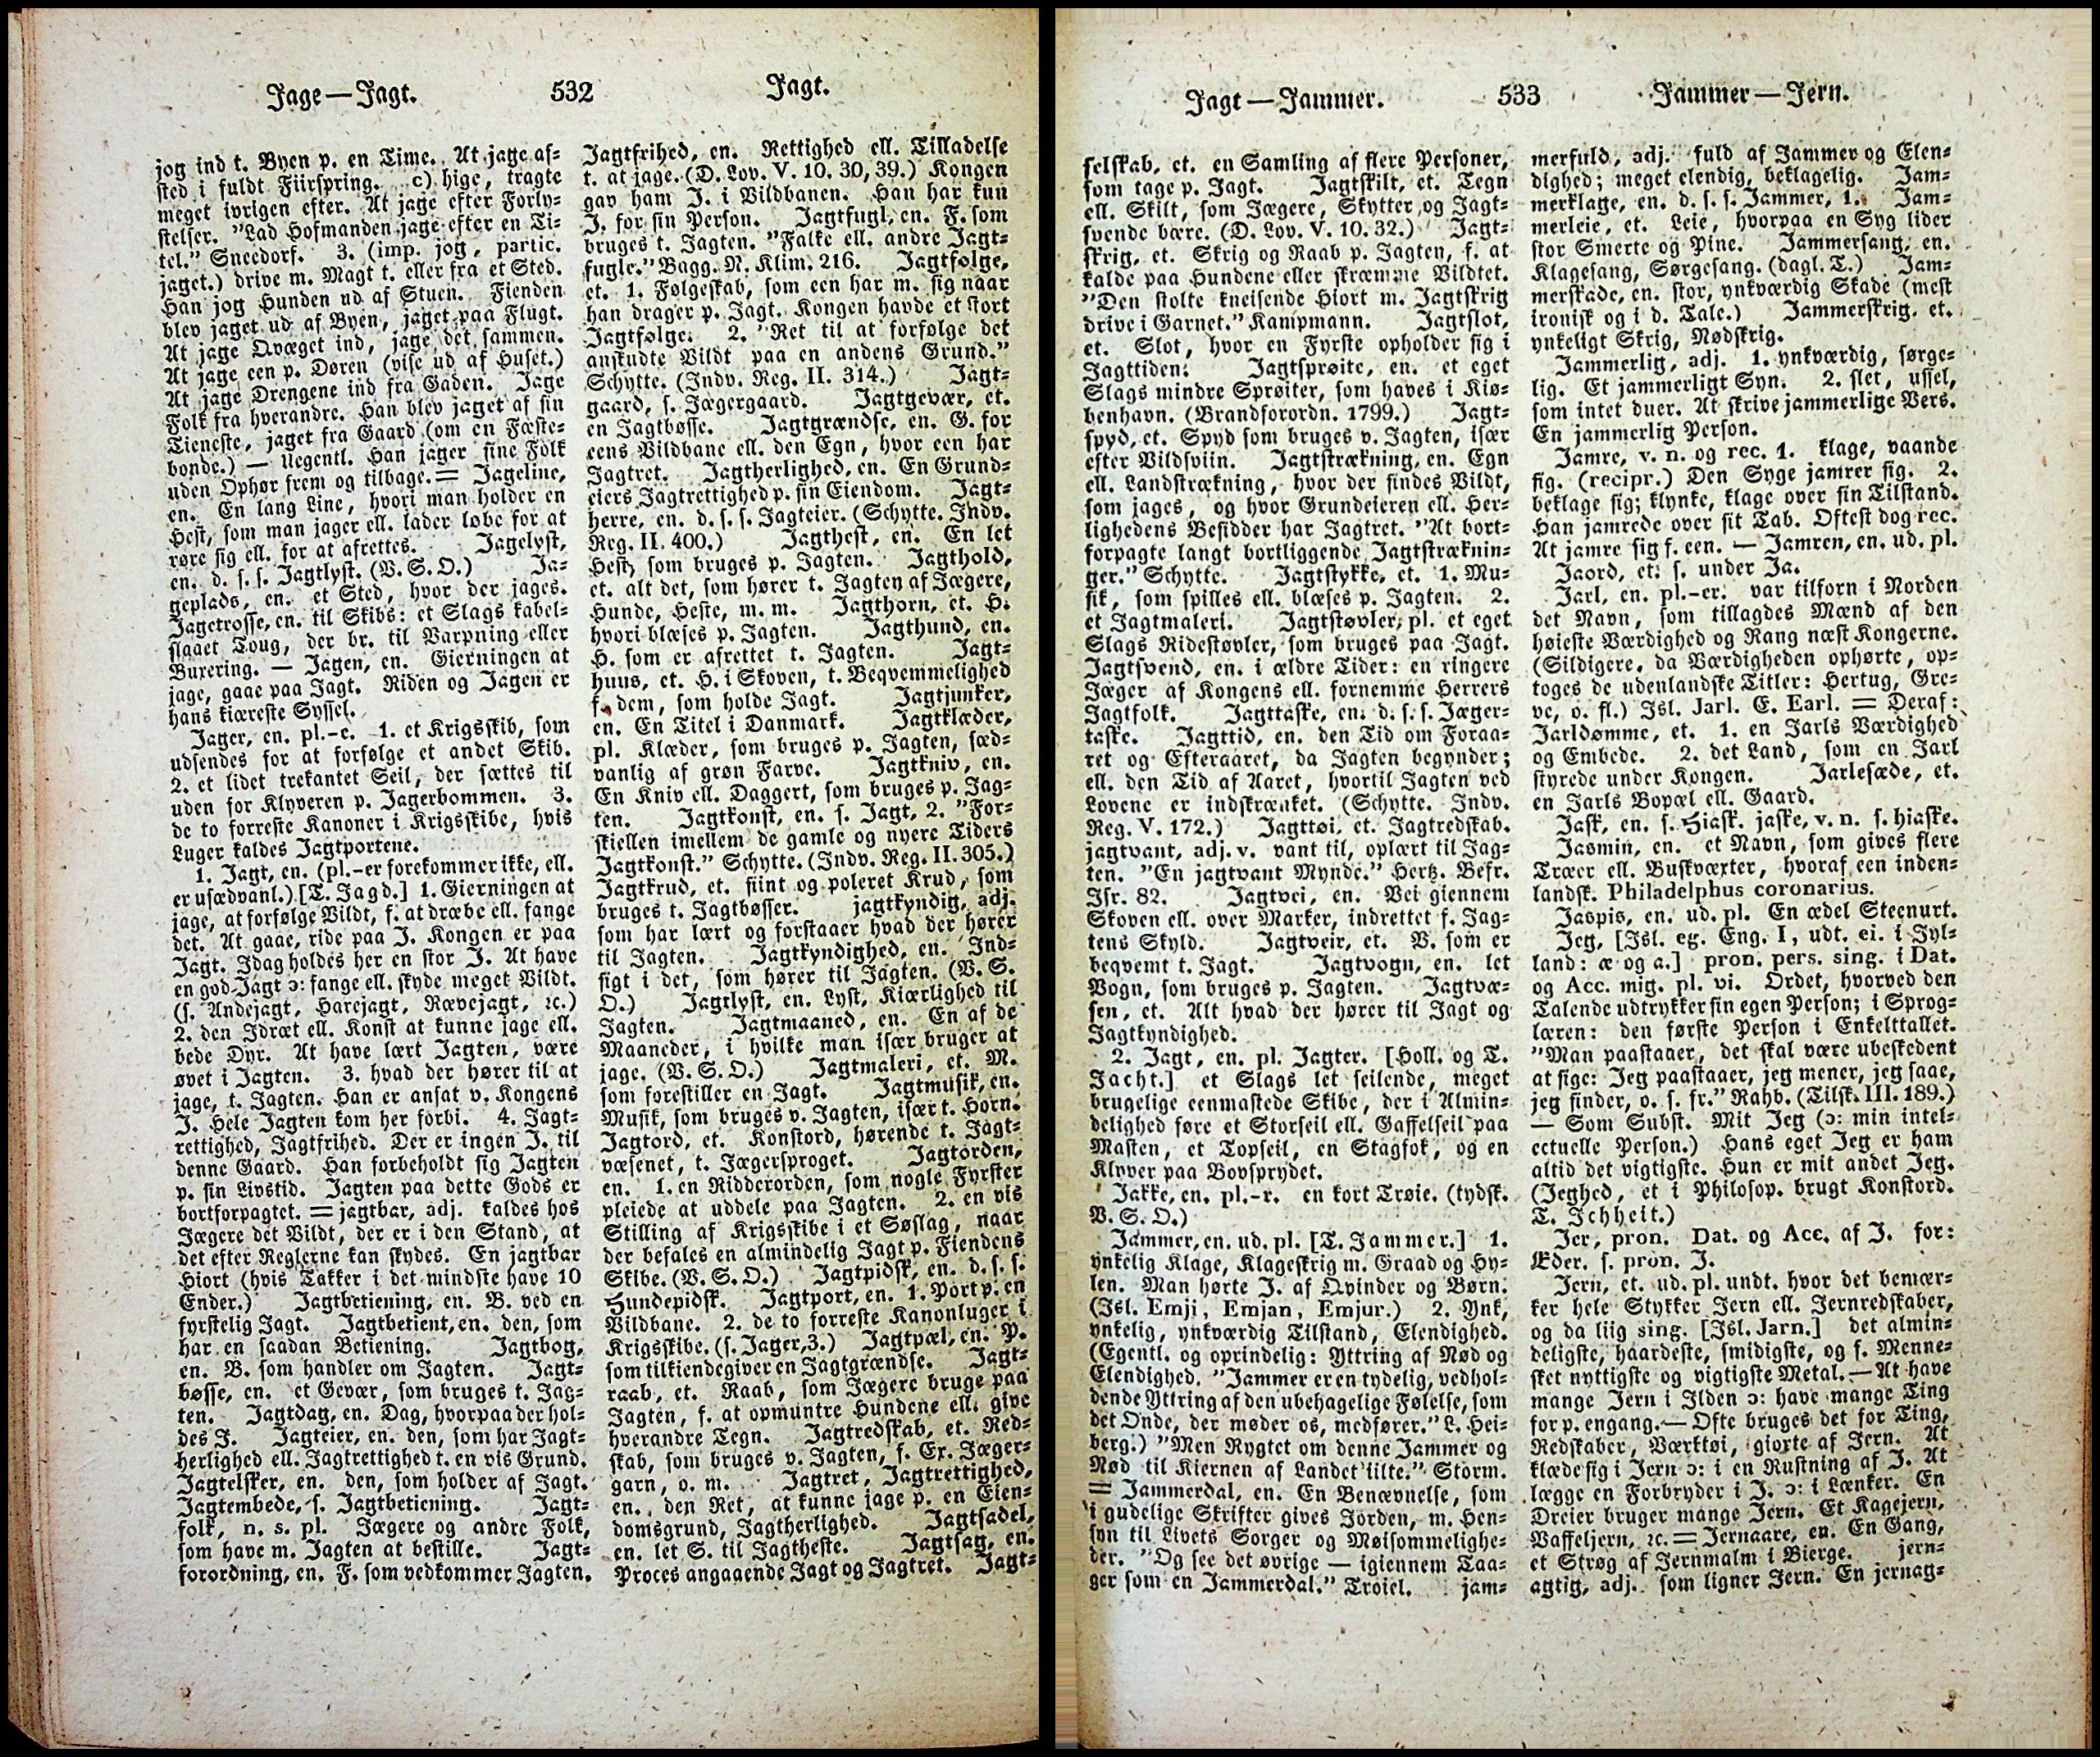 Jage — Jagt.
532
Jagt.
jog ind t. Byen p. en Time. At jage af-
sted i fuldt Fiirspring. c) hige, tragte
meget ivrigen efter. At jage efter Forly-
stelser. "Lad Hofmanden jage efter en Ti-
tel." Sneedorf. 3. (imp. jog, partic.
jaget.) drive m. Magt t. eller fra et Sted.
Han jog Hunden ud af Stuen. Fienden
blev jaget ud af Byen, jaget paa Flugt.
At jage Qvæget ind, jage det sammen.
At jage een p. Døren (vise ud af Huset.)
At jage Drengene ind fra Gaden. Jage
Folk fra hverandre. Han blev jaget af sin
Tieneste, jaget fra Gaard (om en Fæste-
bonde.) — Uegentl. Han jager sine Folk
uden Ophør frem og tilbage. = Jageline,
en. En lang Line, hvori man holder en
Hest, som man jager ell. lader løbe for at
røre sig ell. for at afrettes. Jagelyst,
en. d. s. s. Jagtlyst. (V. S. O.) Ja-
geplads, en. et Sted, hvor der jages.
Jagetrosse, en. til Skibs: et Slags kabel-
slaaet Toug, der br. til Varpning eller
Buxering. — Jagen, en. Gierningen at
jage, gaae paa Jagt. Riden og Jagen er
hans kiæreste Syssel.
Jager, en. pl.-e. 1. et Krigsskib, som
udsendes for at forfølge et andet Skib.
2. et lidet trekantet Seil, der sættes til
uden for Klyveren p. Jagerbommen. 3.
de to forreste Kanoner i Krigsskibe, hvis
Luger kaldes Jagtportene.
1. Jagt, en. (pl.-er forekommer ikke, ell.
er usædvanl.) [T. Jagd.] 1. Gierningen at
jage, at forfølge Vildt, f. at dræbe ell. fange
det. At gaae, ride paa J. Kongen er paa
Jagt. Idag holdes her en stor J. At have
en god Jagt ɔ: fange ell. skyde meget Vildt.
(s. Andejagt, Harejagt, Rævejagt, ꝛc.)
2. den Idræt ell. Konst at kunne jage ell.
bede Dyr. At have lært Jagten, være
øvet i Jagten. 3. hvad der hører til at
jage, t. Jagten. Han er ansat v. Kongens
J. Hele Jagten kom her forbi. 4. Jagt-
rettighed, Jagtfrihed. Der er ingen J. til
denne Gaard. Han forbeholdt sig Jagten
p. sin Livstid. Jagten paa dette Gods er
bortforpagtet. = jagtbar, adj. kaldes hos
Jægere det Vildt, der er i den Stand, at
det efter Reglerne kan skydes. En jagtbar
Hiort (hvis Takker i det mindste have 10
Ender.) Jagtbetiening, en. B. ved en
fyrstelig Jagt. Jagtbetient, en. den, som
har en saadan Betiening. Jagtbog,
en. B. som handler om Jagten. Jagt-
bøsse, en. et Gevær, som bruges t. Jag-
ten. Jagtdag, en. Dag, hvorpaa der hol-
des J. Jagteier, en. den, som har Jagt-
herlighed ell. Jagtrettighed t. en vis Grund.
Jagtelsker, en. den, som holder af Jagt.
Jagtembede, s. Jagtbetiening. Jagt-
folk, n. s. pl. Jægere og andre Folk,
som have m. Jagten at bestille. Jagt-
forordning, en. F. som vedkommer Jagten.
Jagtfrihed, en. Rettighed ell. Tilladelse
t. at jage. (D. Lov. V. 10. 30, 39.) Kongen
gav ham J. i Vildbanen. Han har kun
J. for sin Person. Jagtfugl, en. F. som
bruges t. Jagten. "Falke ell. andre Jagt-
fugle." Bagg. N. Klim. 216. Jagtfølge,
et. 1. Følgeskab, som een har m. sig naar
han drager p. Jagt. Kongen havde et stort
Jagtfølge. 2. "Ret til at forfølge det
anskudte Vildt paa en andens Grund."
Schytte. (Indv. Reg. II. 314.) Jagt-
gaard, s. Jægergaard. Jagtgevær, et.
en Jagtbøsse. Jagtgrændse, en. G. for
eens Vildbane ell. den Egn, hvor een har
Jagtret. Jagtherlighed, en. En Grund-
eiers Jagtrettighed p. sin Eiendom. Jagt-
herre, en. d. s. s. Jagteier. (Schytte. Indv.
Reg. II. 400.) Jagthest, en. En let
Hest, som bruges p. Jagten. Jagthold,
et. alt det, som hører t. Jagten af Jægere,
Hunde, Heste, m. m. Jagthorn, et. H.
hvori blæses p. Jagten. Jagthund, en.
H. som er afrettet t. Jagten. Jagt-
huus, et. H. i Skoven, t. Beqvemmelighed
f. dem, som holde Jagt. Jagtjunker,
en. En Titel i Danmark. Jagtklæder,
pl. Klæder, som bruges p. Jagten, sæd-
vanlig af grøn Farve. Jagtkniv, en.
En Kniv ell. Daggert, som bruges p. Jag-
ten. Jagtkonst, en. s. Jagt, 2. "For-
skiellen imellem de gamle og nyere Tiders
Jagtkonst." Schytte. (Indv. Reg. II. 305.)
Jagtkrud, et. fiint og poleret Krud, som
bruges t. Jagtbøsser. jagtkyndig, adj.
som har lært og forstaaer hvad der hører
til Jagten. Jagtkyndighed, en. Ind-
sigt i det, som hører til Jagten. (V. S.
O.) Jagtlyst, en. Lyst, Kiærlighed til
Jagten. Jagtmaaned, en. En af de
Maaneder, i hvilke man især bruger at
jage. (V. S. O.) Jagtmaleri, et. M.
som forestiller en Jagt. Jagtmusik, en.
Musik, som bruges v. Jagten, især t. Horn.
Jagtord, et. Konstord, hørende t. Jagt-
væsenet, t. Jægersproget. Jagtorden,
en. 1. en Ridderorden, som nogle Fyrster
pleiede at uddele paa Jagten. 2. en vis
Stilling af Krigsskibe i et Søslag, naar
der befales en almindelig Jagt p. Fiendens
Skibe. (V. S. O.) Jagtpidsk, en. d. s. s.
Hundepidsk. Jagtport, en. 1. Port p. en
Vildbane. 2. de to forreste Kanonluger i
Krigsskibe. (s. Jager, 3.) Jagtpæl, en. P.
som tilkiendegiver en Jagtgrændse. Jagt-
raab, et. Raab, som Jægere bruge paa
Jagten, f. at opmuntre Hundene ell. give
hverandre Tegn. Jagtredskab, et. Red-
skab, som bruges v. Jagten, f. Ex. Jæger-
garn, o. m. Jagtret, Jagtrettighed,
en. den Ret, at kunne jage p. en Eien-
domsgrund, Jagtherlighed. Jagtsadel,
en. let S. til Jagtheste. Jagtsag, en.
Proces angaaende Jagt og Jagtret. Jagt-
Jagt — Jammer.
533
Jammer — Jern.
selskab, et. en Samling af flere Personer,
som tage p. Jagt. Jagtskilt, et. Tegn
ell. Skilt, som Jægere, Skytter og Jagt-
svende bære. (D. Lov. V. 10. 32.) Jagt-
skrig, et. Skrig og Raab p. Jagten, f. at
kalde paa Hundene eller skræmme Vildtet.
"Den stolte kneisende Hiort m. Jagtskrig
drive i Garnet." Kampmann. Jagtslot,
et. Slot, hvor en Fyrste opholder sig i
Jagttiden. Jagtsprøite, en. et eget
Slags mindre Sprøiter, som haves i Kiø-
benhavn. (Brandforordn. 1799.) Jagt-
spyd, et. Spyd som bruges v. Jagten, især
efter Vildsviin. Jagtstrækning, en. Egn
ell. Landstrækning, hvor der findes Vildt,
som jages, og hvor Grundeieren ell. Her-
lighedens Besidder har Jagtret. "At bort-
forpagte langt bortliggende Jagtstræknin-
ger." Schytte. Jagtstykke, et. 1. Mu-
sik, som spilles ell. blæses p. Jagten. 2.
et Jagtmaleri. Jagtstøvler, pl. et eget
Slags Ridestøvler, som bruges paa Jagt.
Jagtsvend, en. i ældre Tider: en ringere
Jæger af Kongens ell. fornemme Herrers
Jagtfolk. Jagttaske, en. d. s. s. Jæger-
taske. Jagttid, en. den Tid om Foraa-
ret og Efteraaret, da Jagten begynder;
ell. den Tid af Aaret, hvortil Jagten ved
Lovene er indskrænket. (Schytte. Indv.
Reg. V. 172.) Jagttøi, et. Jagtredskab.
jagtvant, adj. v. vant til, oplært til Jag-
ten. "En jagtvant Mynde." Hertz. Befr.
Isr. 82. Jagtvei, en. Vei giennem
Skoven ell. over Marker, indrettet f. Jag-
tens Skyld. Jagtveir, et. V. som er
beqvemt t. Jagt. Jagtvogn, en. let
Vogn, som bruges p. Jagten. Jagtvæ-
sen, et. Alt hvad der hører til Jagt og
Jagtkyndighed.
2. Jagt, en. pl. Jagter. [Holl. og T.
Jacht.] et Slags let seilende, meget
brugelige eenmastede Skibe, der i Almin-
delighed føre et Storseil ell. Gaffelseil paa
Masten, et Topseil, en Stagfok, og en
Klyver paa Bovsprydet.
Jakke, en. pl.-r. en kort Trøie. (tydsk.
V. S. O.)
Jammer, en. ud. pl. [T. Jammer.] 1.
ynkelig Klage, Klageskrig m. Graad og Hy-
len. Man hørte J. af Qvinder og Børn.
(Isl. Emji, Emjan, Emjur.) 2. Ynk,
ynkelig, ynkværdig Tilstand, Elendighed.
(Egentl. og oprindelig: Yttring af Nød og
Elendighed. "Jammer er en tydelig, vedhol-
dende Yttring af den ubehagelige Følelse, som
det Onde, der møder os, medfører." L. Hei-
berg.) "Men Rygtet om denne Jammer og
Nød til Kiernen af Landet iilte." Storm.
= Jammerdal, en. En Benævnelse, som
i gudelige Skrifter gives Jorden, m. Hen-
syn til Livets Sorger og Møisommelighe-
der. "Og see det øvrige — igiennem Taa-
ger som en Jammerdal." Troiel. jam-
merfuld, adj. fuld af Jammer og Elen-
dighed; meget elendig, beklagelig. Jam-
merklage, en. d. s. s. Jammer, 1. Jam-
merleie, et. Leie, hvorpaa en Syg lider
stor Smerte og Pine. Jammersang, en.
Klagesang, Sørgesang. (dagl. T.) Jam-
merskade, en. stor, ynkværdig Skade (mest
ironisk og i d. Tale.) Jammerskrig, et.
ynkeligt Skrig, Nødskrig.
Jammerlig, adj. 1. ynkværdig, sørge-
lig. Et jammerligt Syn. 2. slet, ussel,
som intet duer. At skrive jammerlige Vers.
En jammerlig Person.
Jamre, v. n. og rec. 1. klage, vaande
sig. (recipr.) Den Syge jamrer sig. 2.
beklage sig; klynke, klage over sin Tilstand.
Han jamrede over sit Tab. Oftest dog rec.
At jamre sig f. een. — Jamren, en. ud. pl.
Jaord, et. s. under Ja.
Jarl, en. pl.-er. var tilforn i Norden
det Navn, som tillagdes Mænd af den
høieste Værdighed og Rang næst Kongerne.
(Sildigere, da Værdigheden ophørte, op-
toges de udenlandske Titler: Hertug, Gre-
ve, o. fl.) Isl. Jarl. E. Earl. = Deraf:
Jarldømme, et. 1. en Jarls Værdighed
og Embede. 2. det Land, som en Jarl
styrede under Kongen. Jarlesæde, et.
en Jarls Bopæl ell. Gaard.
Jask, en. s. Hiask. jaske, v. n. s. hiaske.
Jasmin, en. et Navn, som gives flere
Træer ell. Buskværter, hvoraf een inden-
landsk. Philadelphus coronarius.
Jaspis, en. ud. pl. En ædel Steenurt.
Jeg, [Isl. eg. Eng. I, udt. ei. i Jyl-
land: æ og a.] pron. pers. sing. i Dat.
og Acc. mig. pl. vi. Ordet, hvorved den
Talende udtrykker sin egen Person; i Sprog-
læren: den første Person i Enkelttallet.
"Man paastaaer, det skal være ubeskedent
at sige: Jeg paastaaer, jeg mener, jeg saae,
jeg finder, o. s. fr." Rahb. (Tilsk. III. 189.)
— Som Subst. Mit Jeg (ɔ: min intel-
ectuelle Person.) Hans eget Jeg er ham
altid det vigtigste. Hun er mit andet Jeg.
(Jeghed, et i Philosop. brugt Konstord.
T. Ichheit.)
Jer, pron. Dat. og Acc. af J. for:
Eder. s. pron. J.
Jern, et. ud. pl. undt. hvor det bemær-
ker hele Stykker Jern ell. Jernredskaber,
og da liig sing. [Isl. Jarn.] det almin-
deligste, haardeste, smidigste, og f. Menne-
sket nyttigste og vigtigste Metal. — At have
mange Jern i Ilden ɔ: have mange Ting
for p. engang. — Ofte bruges det for Ting,
Redskaber, Værktøi, giorte af Jern. At
klæde sig i Jern ɔ: i en Rustning af J. At
lægge en Forbryder i J. ɔ: i Lænker. En
Dreier bruger mange Jern. Et Kagejern,
Vaffeljern, ꝛc. = Jernaare, en. En Gang,
et Strøg af Jernmalm i Bierge. jern-
agtig, adj. som ligner Jern. En jernag-